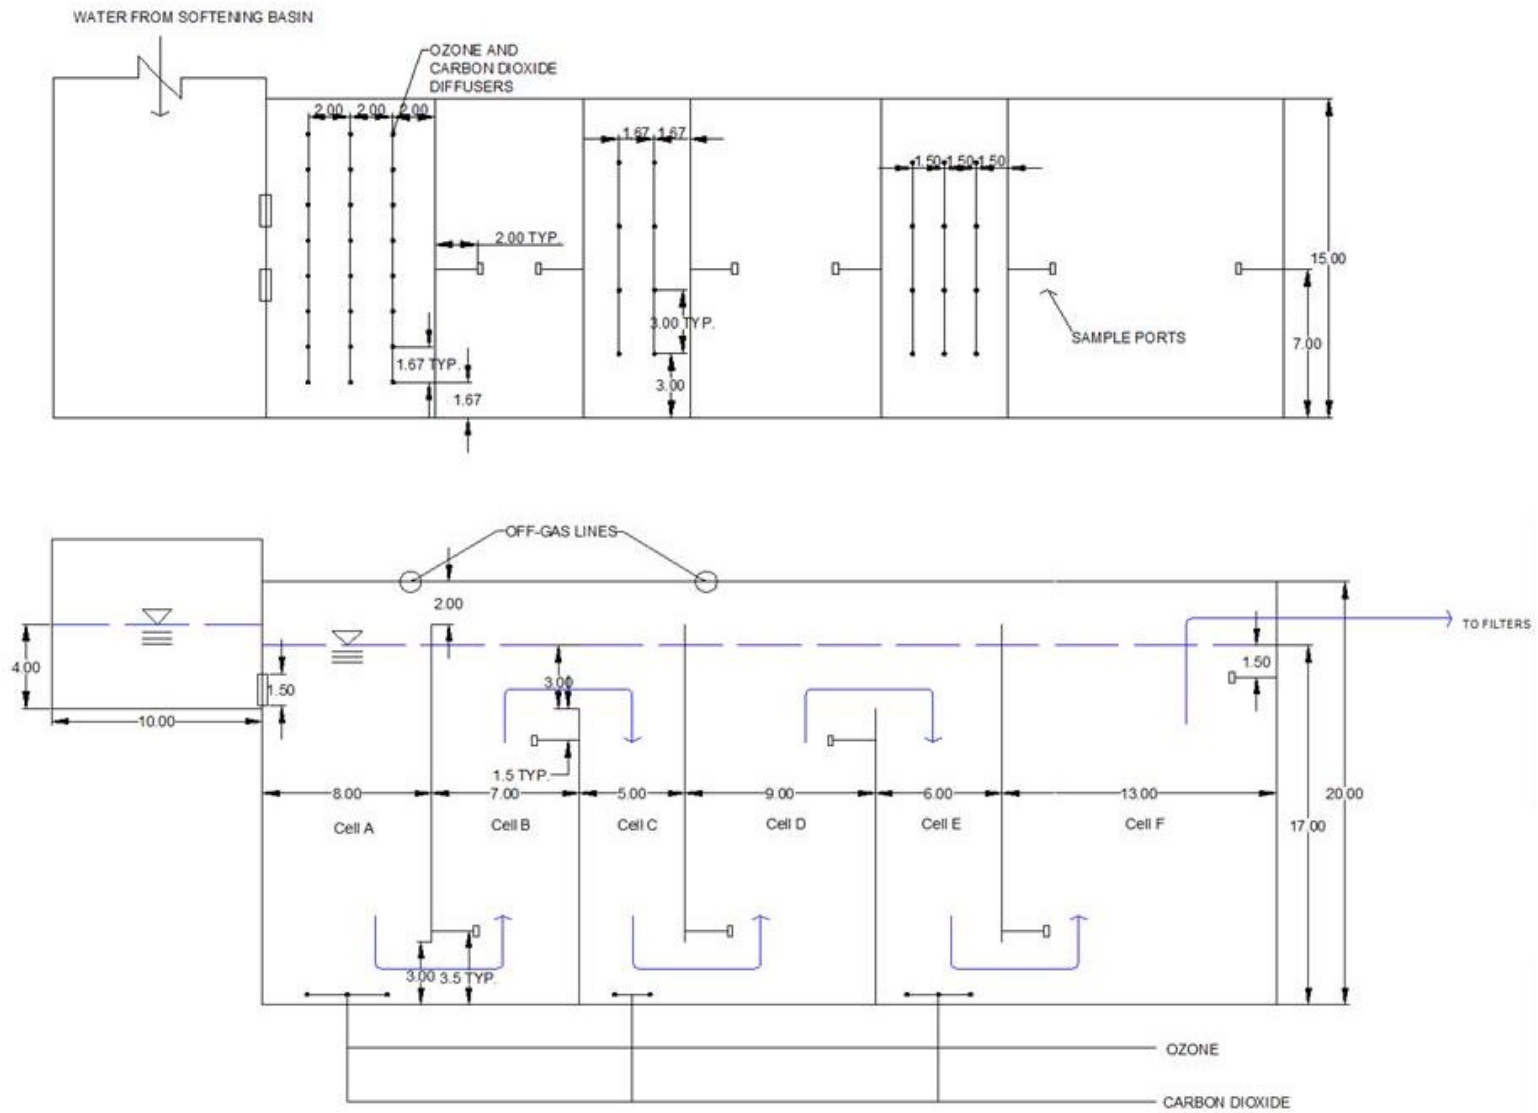 WATER FROM SOFTENING BASIN
OZONE AND
CARBON DIOXIDE
DIFFUSERS
2.00
2.00
2.00
1.67
1.67
1.50
1.50
1.50
2.00 TYP.
15.00
3.00 TYP.
SAMPLE PORTS
7.00
1.67 TYP.
3.00
1.67
OFF-GAS LINES
2.00
TO FILTERS
4.00
1.50
3.00
1.50
10.00
1.5 TYP.
8.00
7.00
5.00
9.00
6.00
13.00
20.00
Cell A
Cell B
Cell C
Cell D
Cell E
Cell F
17.00
3.00
3.5 TYP.
OZONE
CARBON DIOXIDE